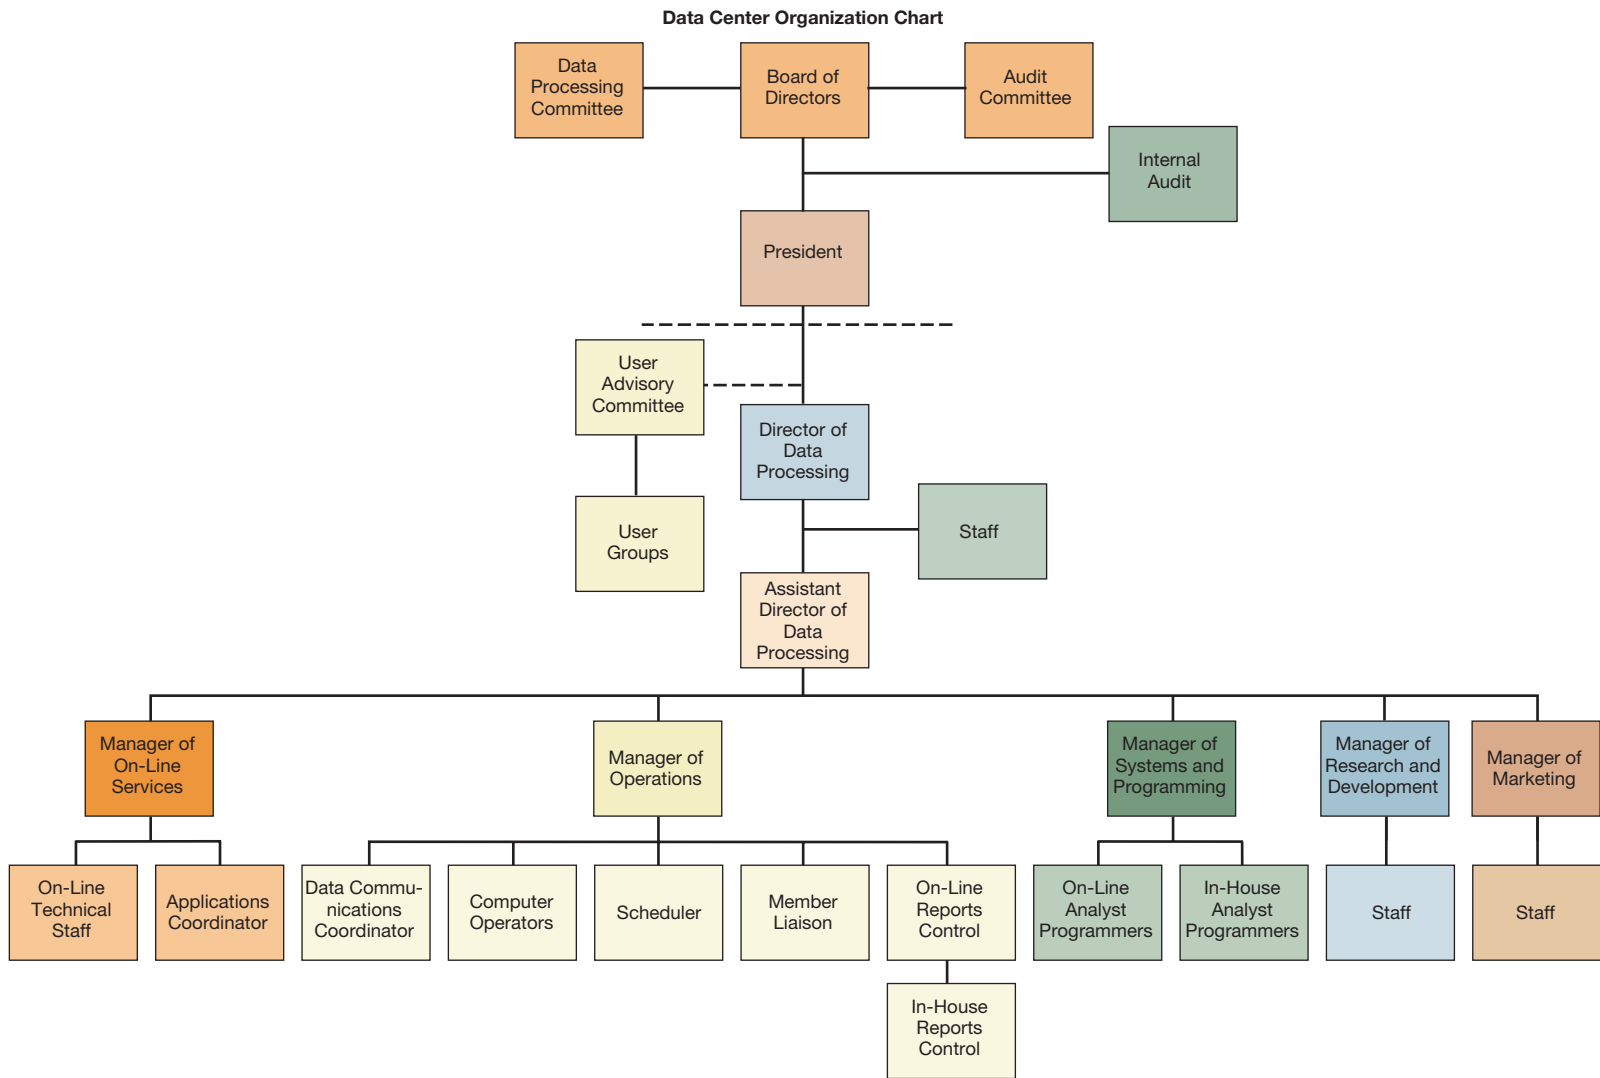 Data Center Organization Chart
Data
Processing
Committee
Board of
Directors
Audit
Committee
Internal
Audit
President
User
Advisory
Committee
Director of
Data
Processing
User
Groups
Staff
Assistant
Director of
Data
Processing
Manager of
On-Line
Services
Manager of
Operations
Manager of
Systems and
Programming
Manager of
Research and
Development
Manager of
Marketing
On-Line
Technical
Staff
Applications
Coordinator
Data Commu-
nications
Coordinator
Computer
Operators
Scheduler
Member
Liaison
On-Line
Reports
Control
On-Line
Analyst
Programmers
In-House
Analyst
Programmers
Staff
Staff
In-House
Reports
Control